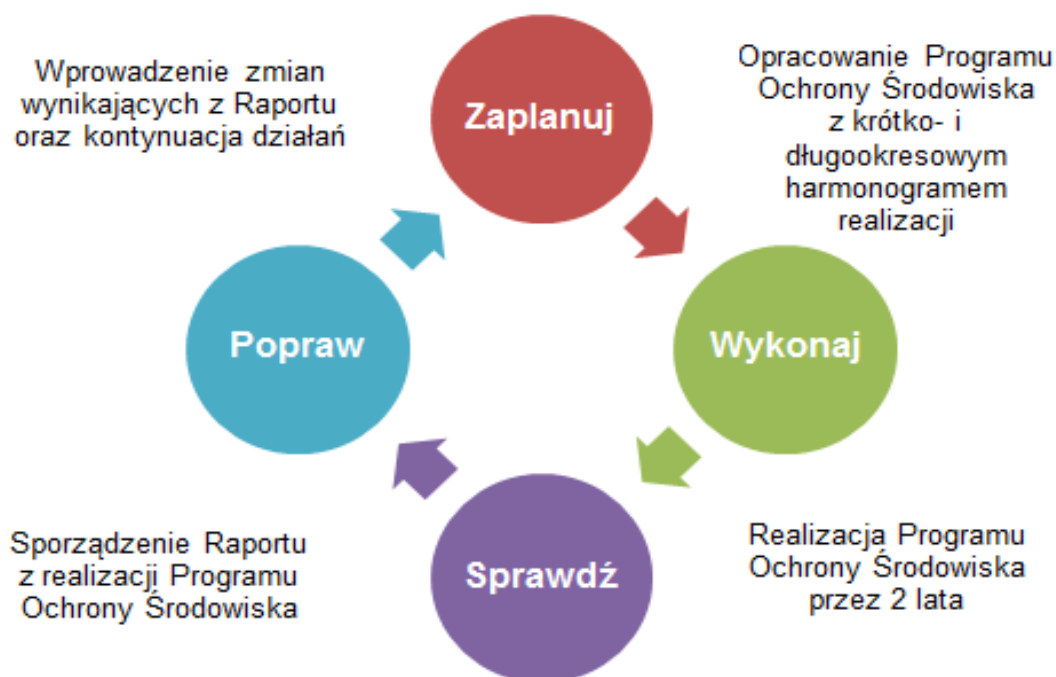 Wprowadzenie zmian
wynikających z Raportu
oraz kontynuacja działań
Zaplanuj
Opracowanie Programu
Ochrony Środowiska
z krótko- i
długookresowym
harmonogramem
realizacji
Popraw
Wykonaj
Sporządzenie Raportu
z realizacji Programu
Ochrony Środowiska
Sprawdź
Realizacja Programu
Ochrony Środowiska
przez 2 lata